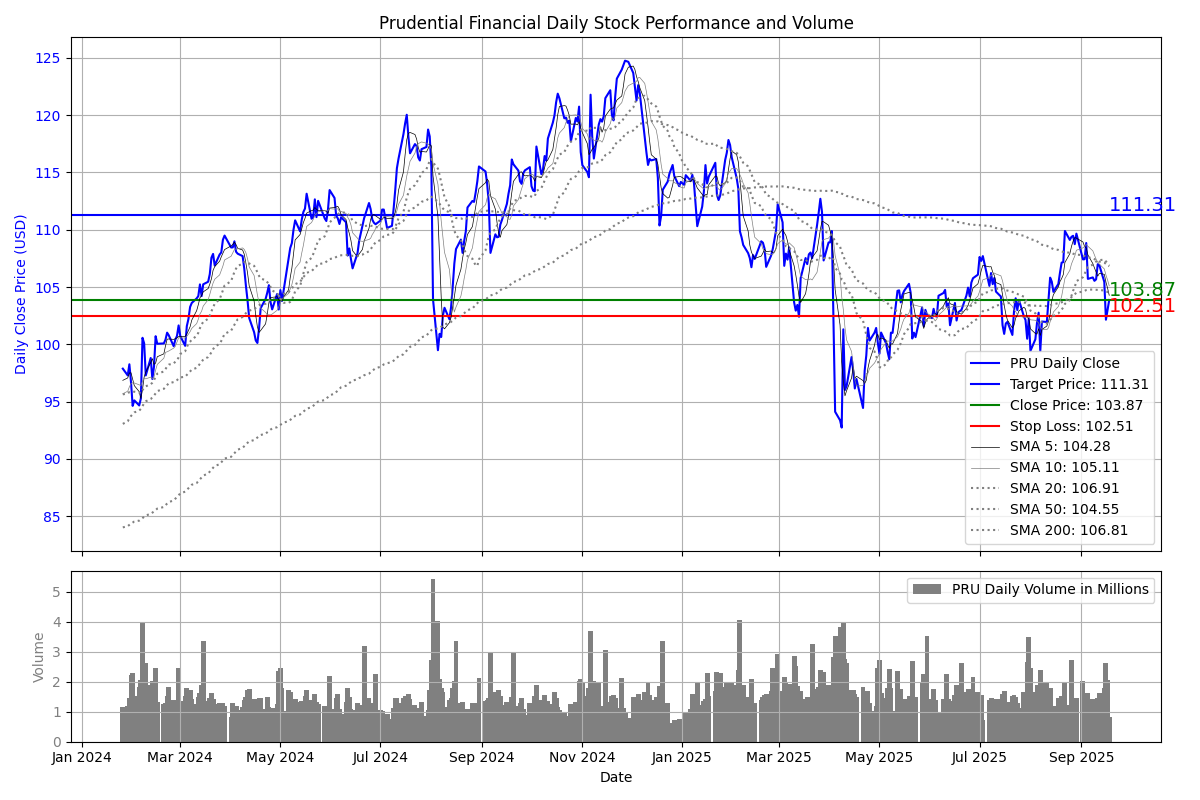 Prudential Financial Daily Stock Performance and Volume
Daily Close Price (USD)
125
120
115
110
105
100
95
90
85
111.31
103.87
102.51
PRU Daily Close
Target Price: 111.31
Close Price: 103.87
Stop Loss: 102.51
SMA 5: 104.28
SMA 10: 105.11
SMA 20: 106.91
SMA 50: 104.55
SMA 200: 106.81
Volume
5
4
3
2
1
0
PRU Daily Volume in Millions
Jan 2024 Mar 2024 May 2024 Jul 2024 Sep 2024 Nov 2024 Jan 2025 Mar 2025 May 2025 Jul 2025 Sep 2025
Date